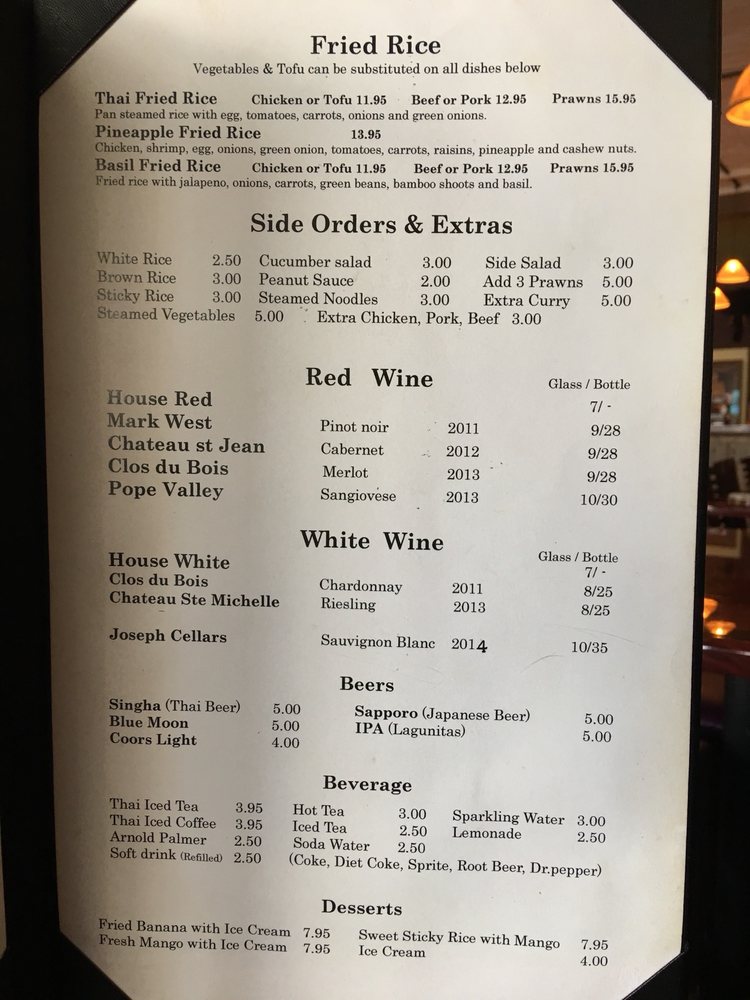 Fried Rice
Vegetables & Tofu can be substituted on all dishes below
Thai Fried Rice Chicken or Tofu 11.95 Beef or Pork 12.95 Prawns 15.95
Pan steamed rice with egg, tomatoes, carrots, onions and green onions.
Pineapple Fried Rice 13.95
Chicken, shrimp, egg, onions, green onion, tomatoes, carrots, raisins, pineapple and cashew nuts.
Basil Fried Rice Chicken or Tofu 11.95 Beef or Pork 12.95 Prawns 15.95
Fried rice with jalapeno, onions, carrots, green beans, bamboo shoots and basil.
Side Orders & Extras
White Rice 2.50 Cucumber salad 3.00 Side Salad 3.00
Brown Rice 3.00 Peanut Sauce 2.00 Add 3 Prawns 5.00
Sticky Rice 3.00 Steamed Noodles 3.00 Extra Curry 5.00
Steamed Vegetables 5.00 Extra Chicken, Pork, Beef 3.00
Red Wine Glass / Bottle
House Red 7/ -
Mark West Pinot noir 2011 9/28
Chateau st Jean Cabernet 2012 9/28
Clos du Bois Merlot 2013 9/28
Pope Valley Sangiovese 2013 10/30
White Wine Glass / Bottle
House White 7/ -
Clos du Bois Chardonnay 2011 8/25
Chateau Ste Michelle Riesling 2013 8/25
Joseph Cellars Sauvignon Blanc 2014 10/35
Beers
Singha (Thai Beer) 5.00 Sapporo (Japanese Beer) 5.00
Blue Moon 5.00 IPA (Lagunitas) 5.00
Coors Light 4.00
Beverage
Thai Iced Tea 3.95 Hot Tea 3.00 Sparkling Water 3.00
Thai Iced Coffee 3.95 Iced Tea 2.50 Lemonade 2.50
Arnold Palmer 2.50 Soda Water 2.50
Soft drink (Refilled) 2.50 (Coke, Diet Coke, Sprite, Root Beer, Dr.pepper)
Desserts
Fried Banana with Ice Cream 7.95 Sweet Sticky Rice with Mango 7.95
Fresh Mango with Ice Cream 7.95 Ice Cream 4.00